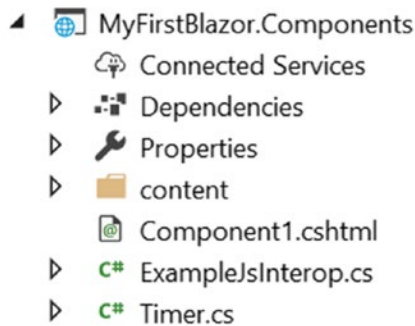 MyFirstBlazor.Components
Connected Services
Dependencies
Properties
content
Component1.cshtml
C# ExampleJsInterop.cs
C# Timer.cs